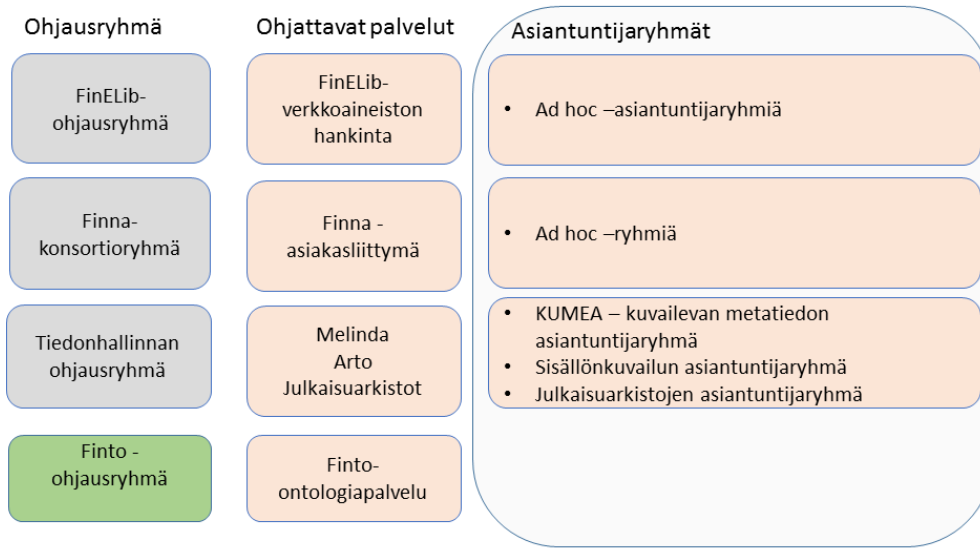 Ohjausryhmä
Ohjattavat palvelut
Asiantuntijaryhmät
FinELib-
ohjausryhmä
FinELib-
verkkoaineiston
hankinta
• Ad hoc –asiantuntijaryhmiä
Finna-
konsortioryhmä
Finna -
asiakasliittymä
• Ad hoc –ryhmiä
Tiedonhallinnan
ohjausryhmä
Melinda
Arto
Julkaisuarkistot
• KUMEA – kuvailevan metatiedon
asiantuntijaryhmä
• Sisällönkuvailun asiantuntijaryhmä
• Julkaisuarkistojen asiantuntijaryhmä
Finto -
ohjausryhmä
Finto-
ontologiapalvelu